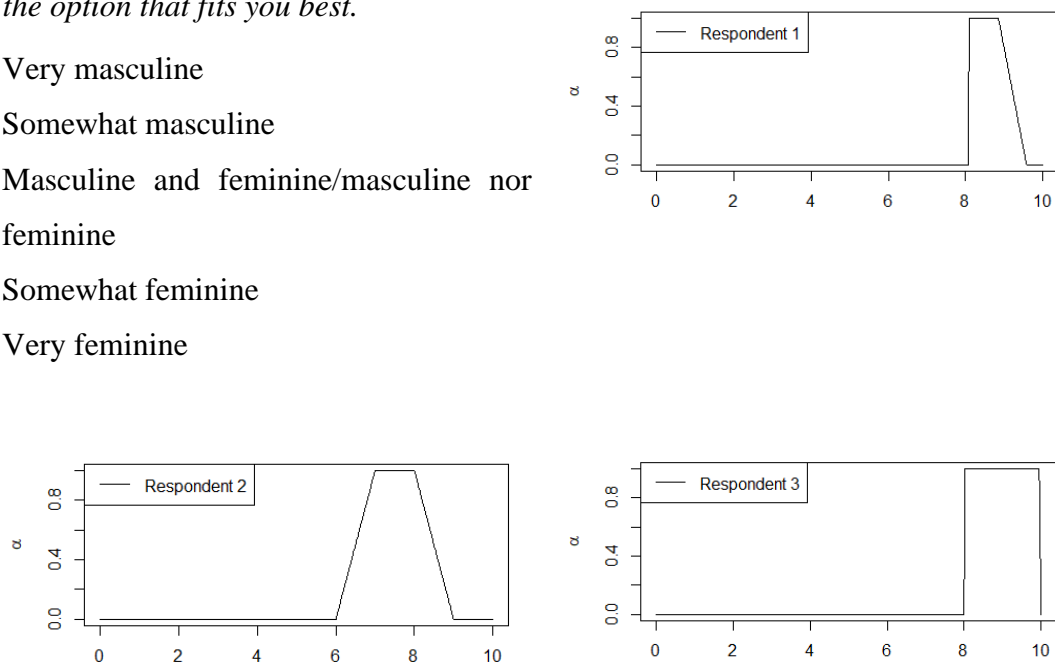 the option that fits you best.
Very masculine
Somewhat masculine
Masculine and feminine/masculine nor
feminine
Somewhat feminine
Very feminine
Respondent 1
α
0.0 0.4 0.8
0 2 4 6 8 10
Respondent 2
α
0.0 0.4 0.8
0 2 4 6 8 10
Respondent 3
α
0.0 0.4 0.8
0 2 4 6 8 10